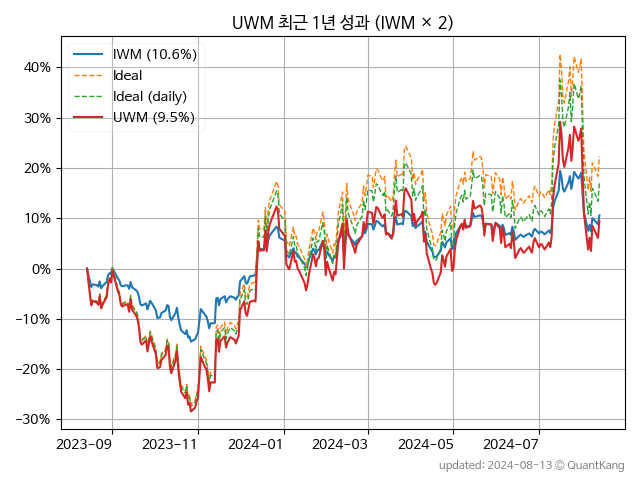 UWM 최근 1년 성과 (IWM × 2)
IWM (10.6%)
Ideal
Ideal (daily)
UWM (9.5%)
40%
30%
20%
10%
0%
−10%
−20%
−30%
2023−09 2023−11 2024−01 2024−03 2024−05 2024−07
updated: 2024-08-13 © QuantKang